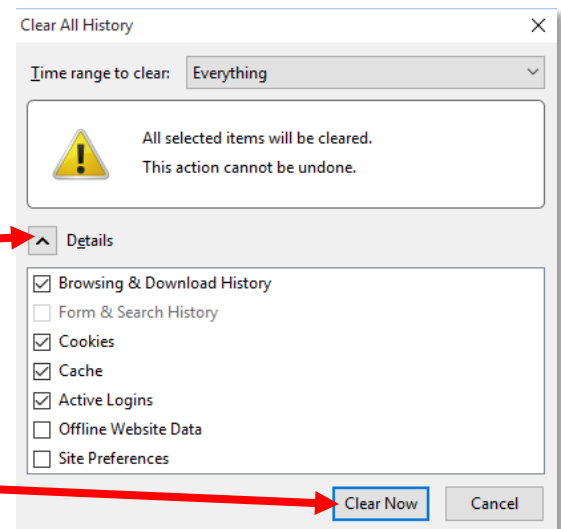 Clear All History
Time range to clear: Everything
All selected items will be cleared.
This action cannot be undone.
Details
Browsing & Download History
Form & Search History
Cookies
Cache
Active Logins
Offline Website Data
Site Preferences
Clear Now Cancel